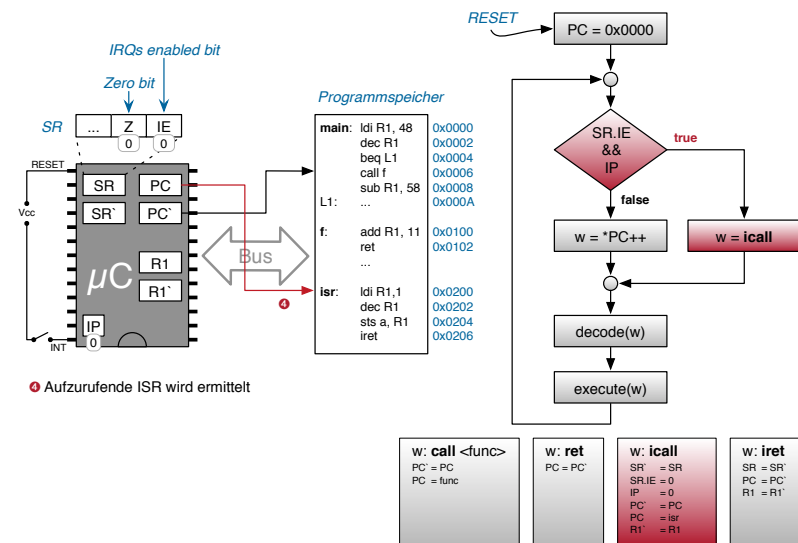 RESET
PC = 0x0000
IRQs enabled bit
Zero bit
Programmspeicher
SR ... Z IE
0 0
main: ldi R1, 48 0x0000
dec R1 0x0002
beq L1 0x0004
call f 0x0006
sub R1, 58 0x0008
L1: ... 0x000A
f: add R1, 11 0x0100
ret 0x0102
...
isr: ldi R1,1 0x0200
dec R1 0x0202
sts a, R1 0x0204
iret 0x0206
RESET
Vcc
INT
SR PC
SR` PC`
R1
R1`
µC
IP
0
Bus
4
4 Aufzurufende ISR wird ermittelt
SR.IE
&&
IP
true
false
w = *PC++
w = icall
decode(w)
execute(w)
w: call <func>
PC` = PC
PC = func
w: ret
PC = PC`
w: icall
SR` = SR
SR.IE = 0
IP = 0
PC` = PC
PC = isr
R1` = R1
w: iret
SR = SR`
PC = PC`
R1 = R1`